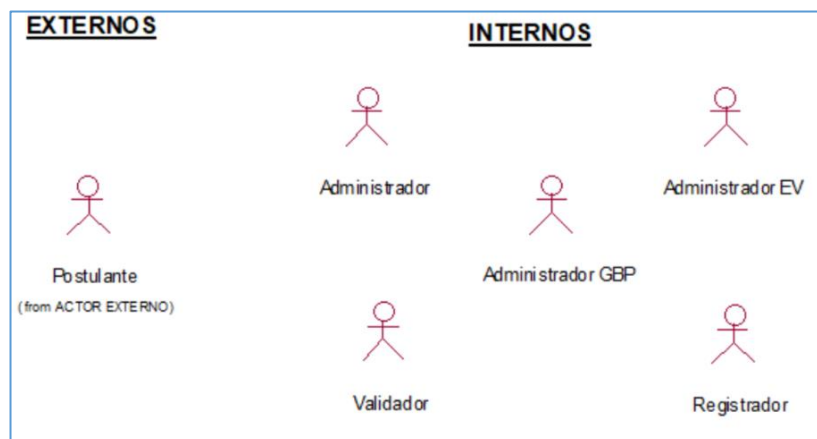 EXTERNOS
INTERNOS
Administrador
Administrador EV
Postulante
(from ACTOR EXTERNO)
Administrador GBP
Validador
Registrador